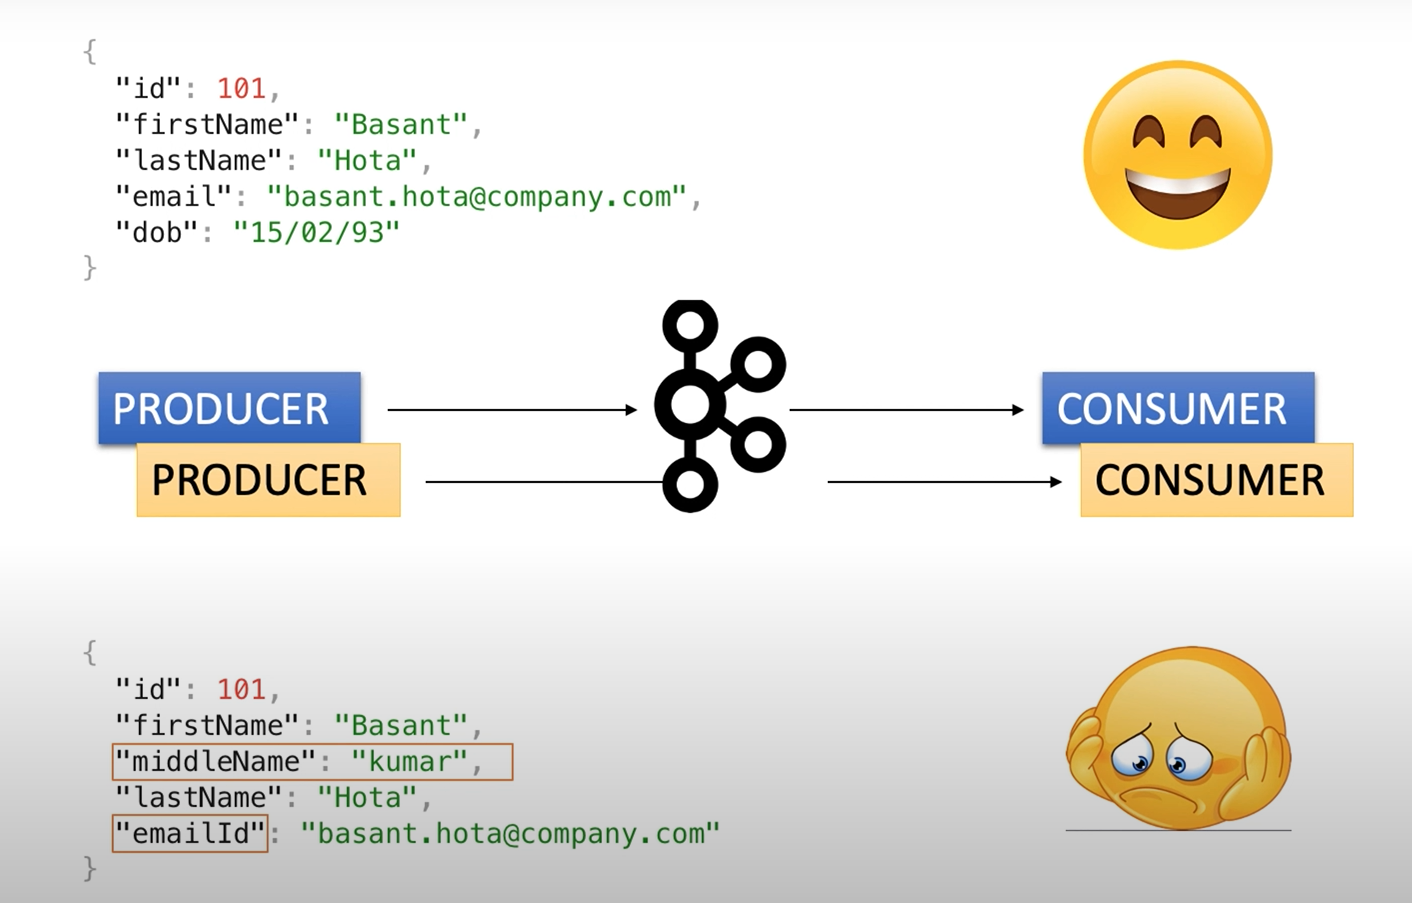 {
"id": 101,
"firstName": "Basant",
"lastName": "Hota",
"email": "basant.hota@company.com",
"dob": "15/02/93"
}
PRODUCER
CONSUMER
PRODUCER
CONSUMER
{
"id": 101,
"firstName": "Basant",
"middleName": "kumar",
"lastName": "Hota",
"emailId": "basant.hota@company.com"
}